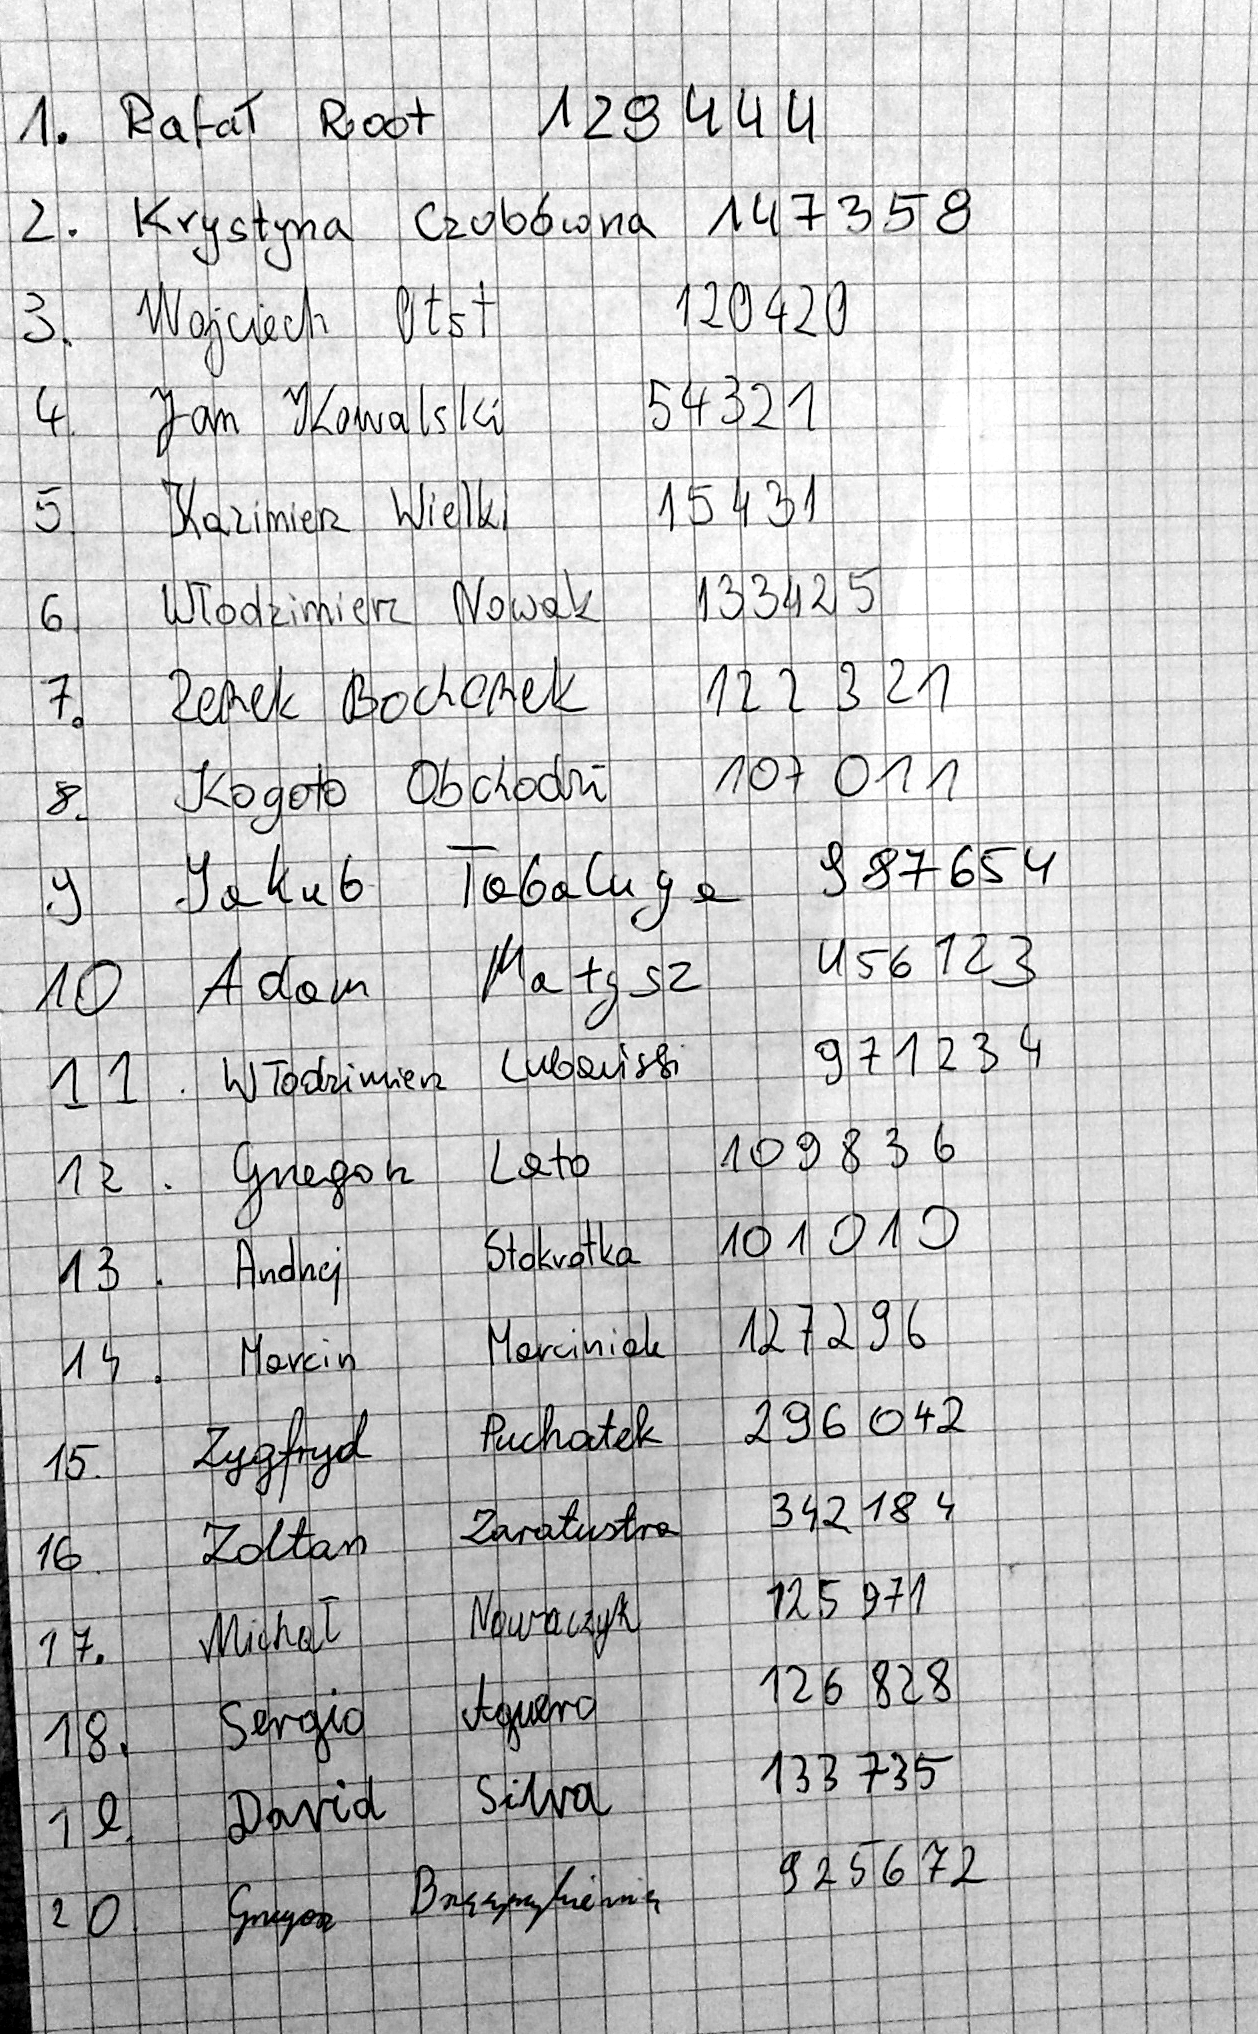 1. Rafał Root 129444
2. Krystyna Czubówna 147358
3. Wojciech Otst 120420
4. Jan Kowalski 54321
5 Kazimierz Wielki 15431
6. Włodzimierz Nowak 133425
7. Zenek Bochenek 122321
8. Kogoto Obchodzi 107011
9 Jakub Tabaluga 987654
10 Adam Małysz 456123
11. Włodzimierz 971234
12. Grzegorz Lato 109836
13. Andrzej Stokrotka 101010
14. Marcin Marciniak 127296
15. Zygfryd Puchatek 296042
16. Zoltan Zaratustra 342184
17. Michał Nowaczyk 125971
18. Sergio Aguero 126828
19. David Silva 133735
20. Grzegorz 925672